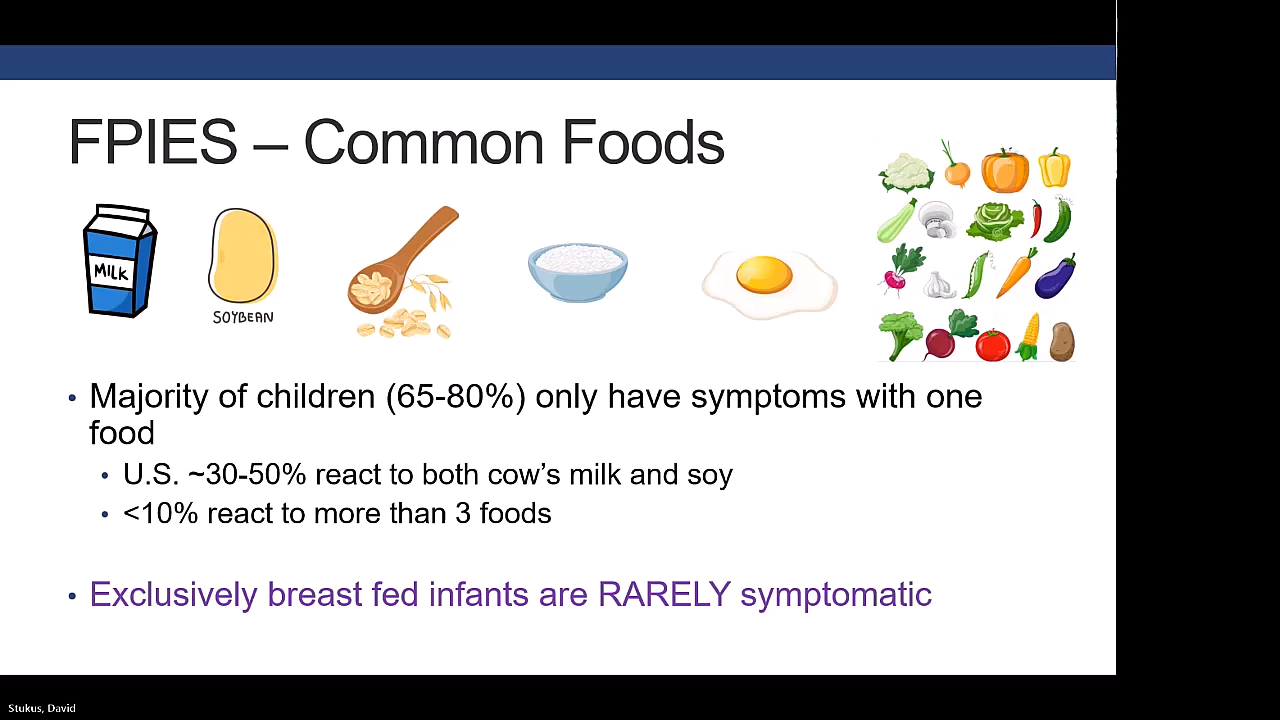 FPIES – Common Foods
MILK
SOYBEAN
• Majority of children (65-80%) only have symptoms with one
food
• U.S. ~30-50% react to both cow’s milk and soy
• <10% react to more than 3 foods
• Exclusively breast fed infants are RARELY symptomatic
Stukus, David